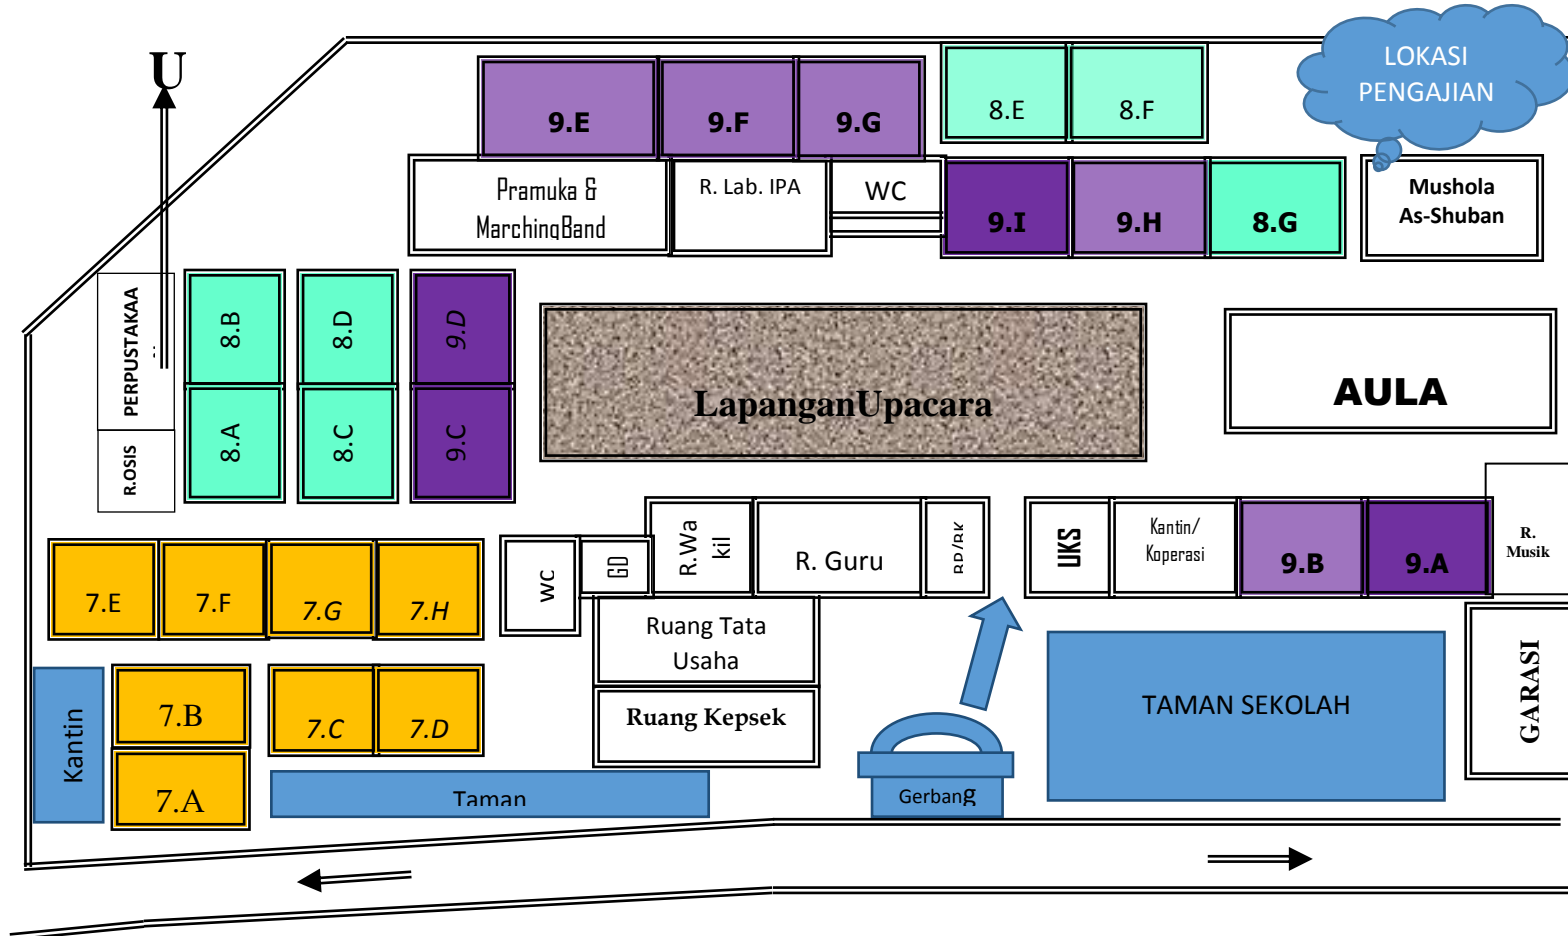 U
LOKASI
PENGAJIAN
9.E
9.F
9.G
8.E
8.F
Pramuka &
MarchingBand
R. Lab. IPA
WC
9.I
9.H
8.G
Mushola
As-Shuban
PERPUSTAKAA
R.OSIS
8.B
8.D
9.D
8.A
8.C
9.C
LapanganUpacara
AULA
7.E
7.F
7.G
7.H
WC
GD
R.Wa
kil
R. Guru
UKS
Kantin/
Koperasi
9.B
9.A
R.
Musik
Ruang Tata
Usaha
Ruang Kepsek
Kantin
7.B
7.A
7.C
7.D
Taman
Gerbang
TAMAN SEKOLAH
GARASI